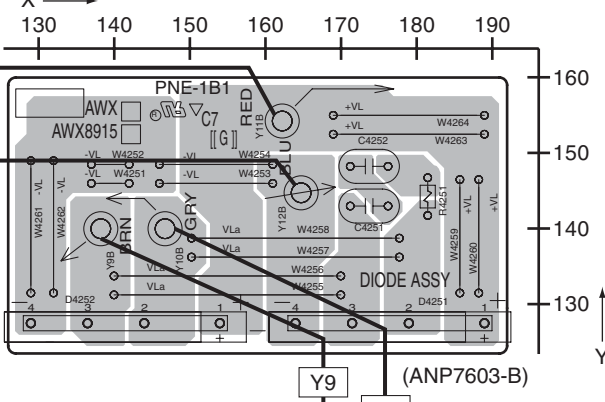 X
130 140 150 160 170 180 190
160
150
140
130
PNE-1B1
AWX
AWX8915
C7
[[G]]
RED
Y11B
BLU
Y12B
GRY
Y10B
BRN
Y9B
+VL W4264
+VL W4263
C4252
-VL W4252 -VL W4254
-VL W4251 -VL W4253
W4261 -VL
W4262 -VL
R4251
C4251
W4259 +VL
W4260 +VL
VLa W4258
VLa W4257
VLa W4256
VLa W4255
DIODE ASSY
D4252 D4251
− + − +
4 3 2 1 4 3 2 1
+ +
Y9
(ANP7603-B)
Y